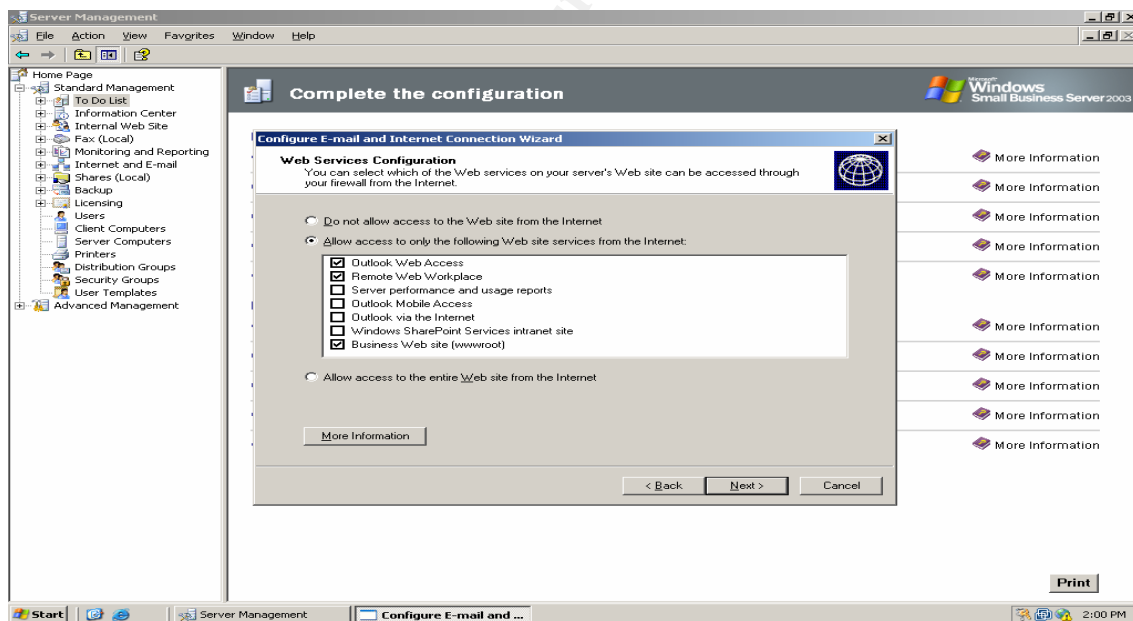 Server Management
File Action View Favorites Window Help
Home Page
Standard Management
To Do List
Information Center
Internal Web Site
Fax (Local)
Monitoring and Reporting
Internet and E-mail
Shares (Local)
Backup
Licensing
Users
Client Computers
Server Computers
Printers
Distribution Groups
Security Groups
User Templates
Advanced Management
Complete the configuration
Microsoft
Windows
Small Business Server 2003
Configure E-mail and Internet Connection Wizard
Web Services Configuration
You can select which of the Web services on your server's Web site can be accessed through
your firewall from the Internet.
Do not allow access to the Web site from the Internet
Allow access to only the following Web site services from the Internet:
Outlook Web Access
Remote Web Workplace
Server performance and usage reports
Outlook Mobile Access
Outlook via the Internet
Windows SharePoint Services intranet site
Business Web site (wwwroot)
Allow access to the entire Web site from the Internet
More Information
< Back Next > Cancel
More Information
More Information
More Information
More Information
More Information
More Information
More Information
More Information
More Information
More Information
Print
Start Server Management Configure E-mail and ... 2:00 PM